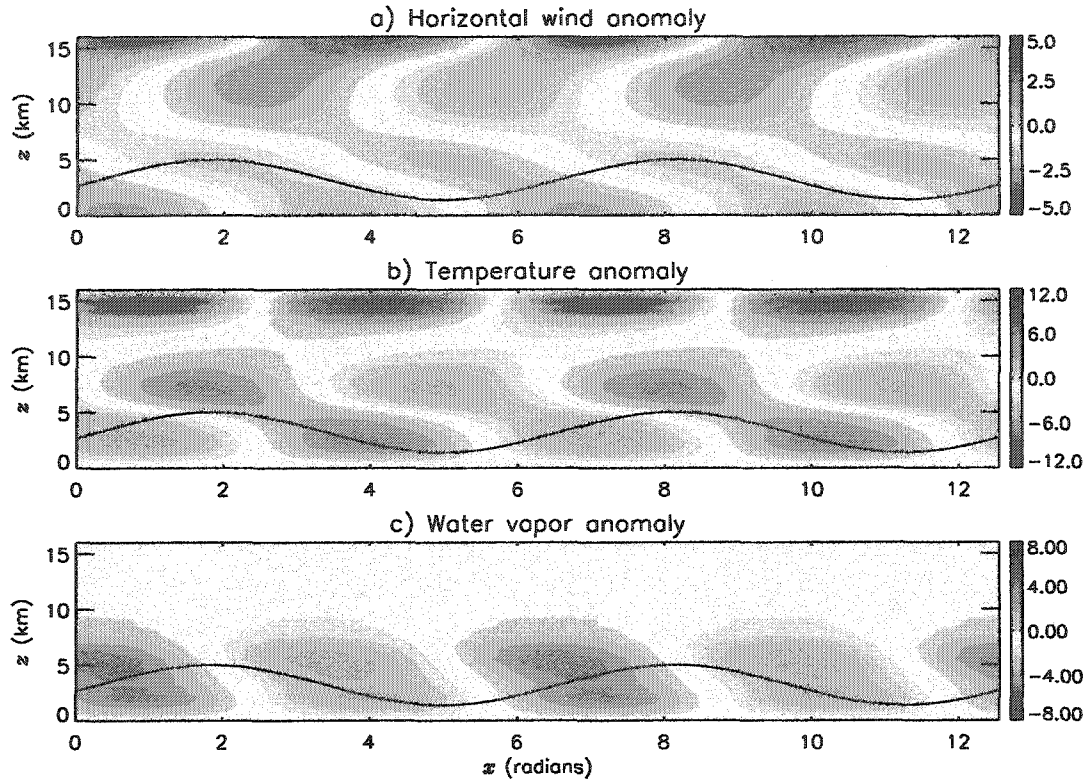 a) Horizontal wind anomaly
15
10
5
0
z (km)
0 2 4 6 8 10 12
5.0
2.5
0.0
−2.5
−5.0
b) Temperature anomaly
15
10
5
0
z (km)
0 2 4 6 8 10 12
12.0
6.0
0.0
−6.0
−12.0
c) Water vapor anomaly
15
10
5
0
z (km)
0 2 4 6 8 10 12
x (radians)
8.00
4.00
0.00
−4.00
−8.00